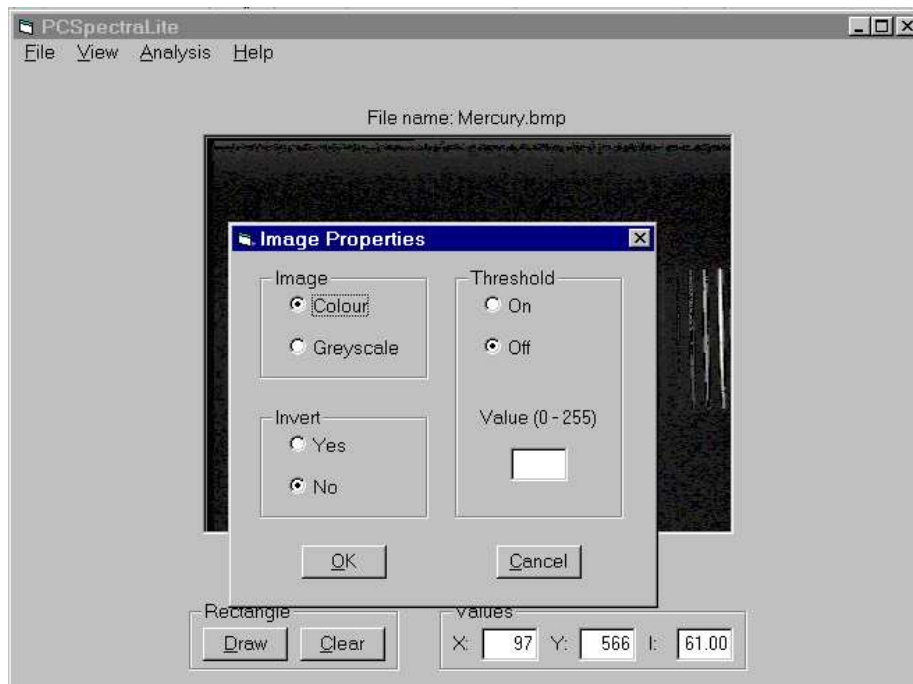 PCSpectraLite
File View Analysis Help
File name: Mercury.bmp
Image Properties
Image
Colour
Greyscale
Threshold
On
Off
Invert
Yes
No
Value (0 - 255)
OK
Cancel
Rectangle
Draw Clear
Values
X: 97 Y: 566 I: 61.00